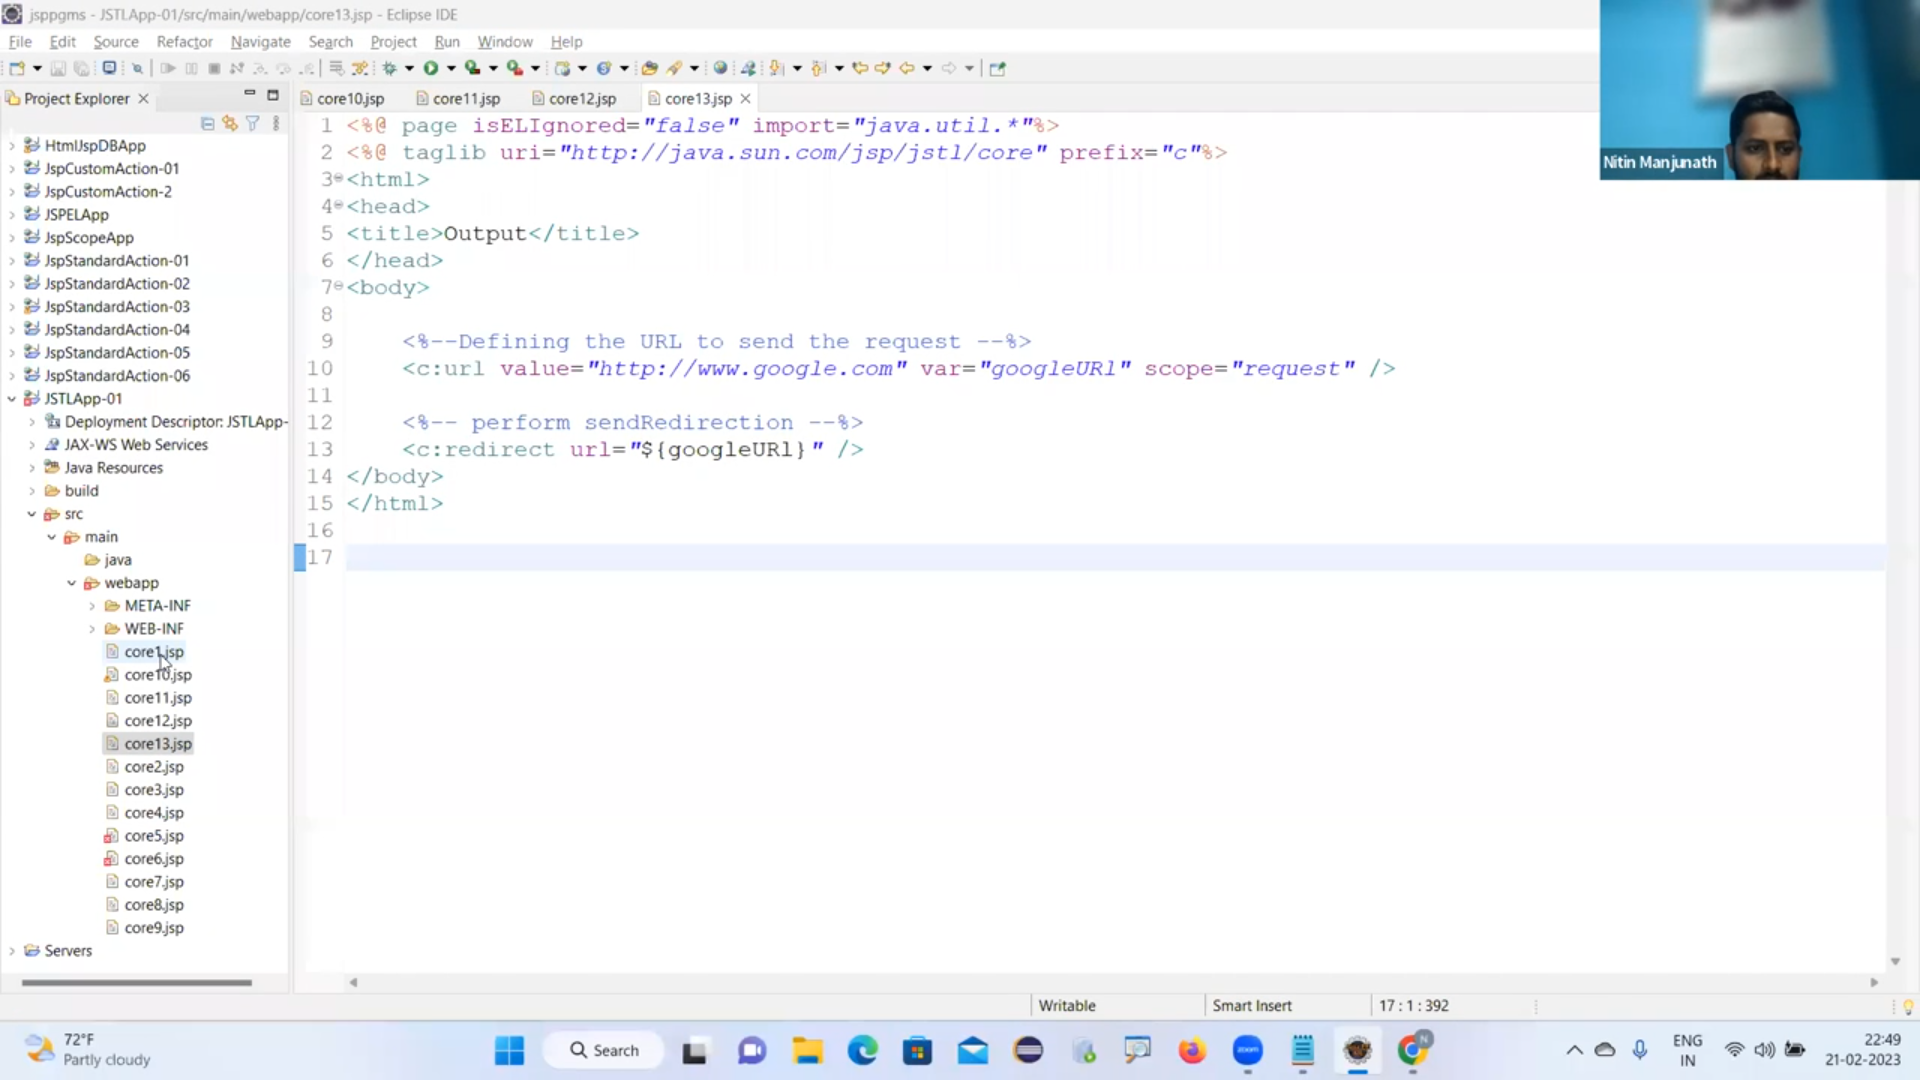 jsppgms - JSTLApp-01/src/main/webapp/core13.jsp - Eclipse IDE
File Edit Source Refactor Navigate Search Project Run Window Help
Nitin Manjunath
Project Explorer
core10.jsp core11.jsp core12.jsp core13.jsp
HtmlJspDBApp
JspCustomAction-01
JspCustomAction-2
JSPELApp
JspScopeApp
JspStandardAction-01
JspStandardAction-02
JspStandardAction-03
JspStandardAction-04
JspStandardAction-05
JspStandardAction-06
JSTLApp-01
Deployment Descriptor: JSTLApp-
JAX-WS Web Services
Java Resources
build
src
main
java
webapp
META-INF
WEB-INF
core1.jsp
core10.jsp
core11.jsp
core12.jsp
core13.jsp
core2.jsp
core3.jsp
core4.jsp
core5.jsp
core6.jsp
core7.jsp
core8.jsp
core9.jsp
Servers
1 <%@ page isELIgnored="false" import="java.util.*"%>
2 <%@ taglib uri="http://java.sun.com/jsp/jstl/core" prefix="c"%>
3 <html>
4 <head>
5 <title>Output</title>
6 </head>
7 <body>
8
9 <%--Defining the URL to send the request --%>
10 <c:url value="http://www.google.com" var="googleURl" scope="request" />
11
12 <%-- perform sendRedirection --%>
13 <c:redirect url="${googleURl}" />
14 </body>
15 </html>
16
17
Writable Smart Insert 17 : 1 : 392
72°F
Partly cloudy
Search
zoom
N
ENG
IN
22:49
21-02-2023